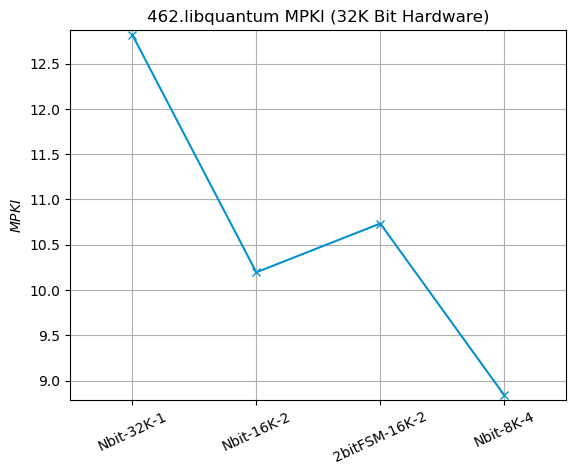 462.libquantum MPKI (32K Bit Hardware)
MPKI
12.5
12.0
11.5
11.0
10.5
10.0
9.5
9.0
Nbit-32K-1
Nbit-16K-2
2bitFSM-16K-2
Nbit-8K-4